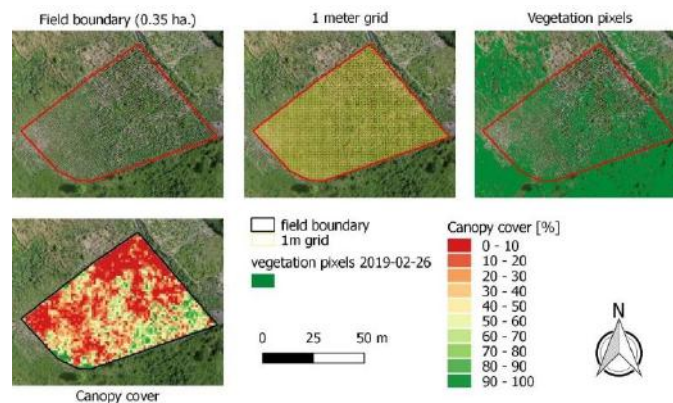 Field boundary (0.35 ha.)
1 meter grid
Vegetation pixels
field boundary
1m grid
vegetation pixels 2019-02-26
0 25 50 m
Canopy cover [%]
0 - 10
10 - 20
20 - 30
30 - 40
40 - 50
50 - 60
60 - 70
70 - 80
80 - 90
90 - 100
N
Canopy cover